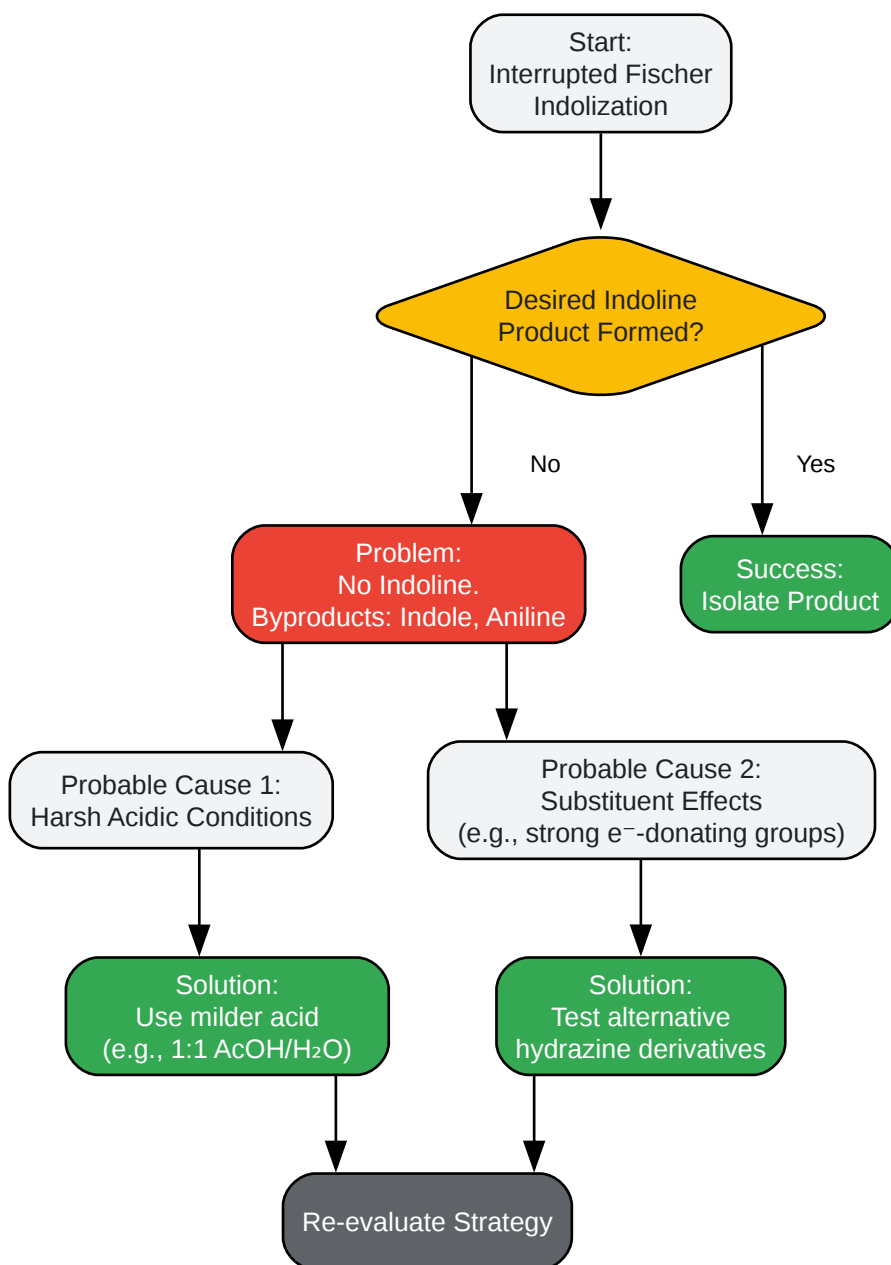 Start:
Interrupted Fischer
Indolization
Desired Indoline
Product Formed?
No
Yes
Problem:
No Indoline.
Byproducts: Indole, Aniline
Success:
Isolate Product
Probable Cause 1:
Harsh Acidic Conditions
Probable Cause 2:
Substituent Effects
(e.g., strong e⁻-donating groups)
Solution:
Use milder acid
(e.g., 1:1 AcOH/H₂O)
Solution:
Test alternative
hydrazine derivatives
Re-evaluate Strategy